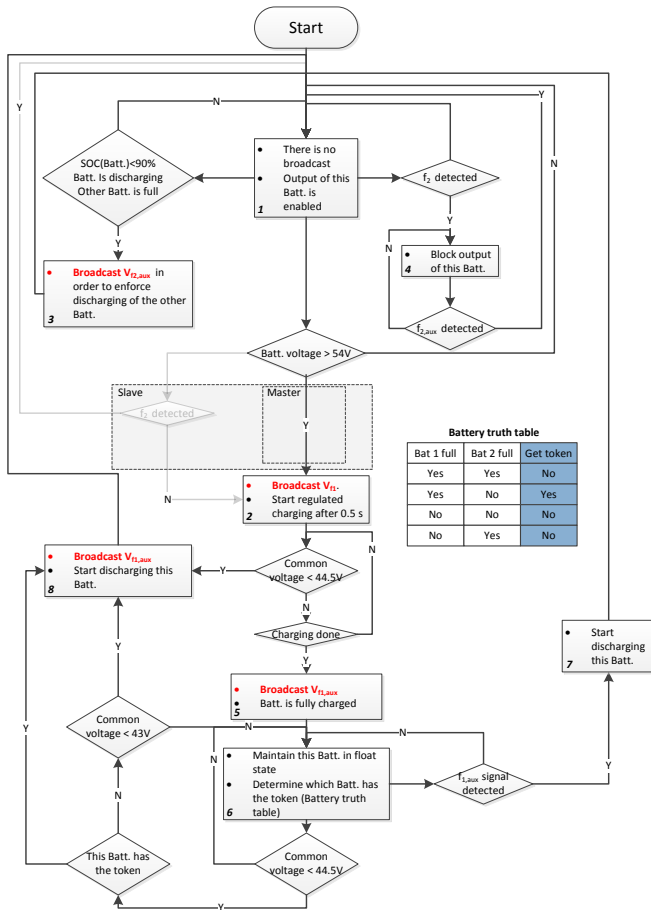 Start
Y
N
Y
N
SOC(Batt.)<90%
Batt. Is discharging
Other Batt. is full
• There is no
broadcast
• Output of this
Batt. is
enabled
1
f2 detected
Y
Y
• Broadcast Vf2,aux in
order to enforce
discharging of the other
Batt.
3
• Block output
of this Batt.
4
f2,aux detected
Batt. voltage > 54V
Slave
Master
f2 detected
Y
N
Battery truth table
Bat 1 full Bat 2 full Get token
Yes Yes No
Yes No Yes
No No No
No Yes No
• Broadcast Vf1.
• Start regulated
charging after 0.5 s
2
N
• Broadcast Vf1,aux
• Start discharging this
Batt.
8
Y
Common
voltage < 44.5V
N
Charging done
Y
• Start
discharging
this Batt.
7
• Broadcast Vf1,aux
• Batt. is fully charged
5
Y
Common
voltage < 43V
N
N
N
• Maintain this Batt. in float
state
• Determine which Batt. has
the token (Battery truth
table)
6
f1,aux signal
detected
Y
Y
N
This Batt. has
the token
Common
voltage < 44.5V
Y